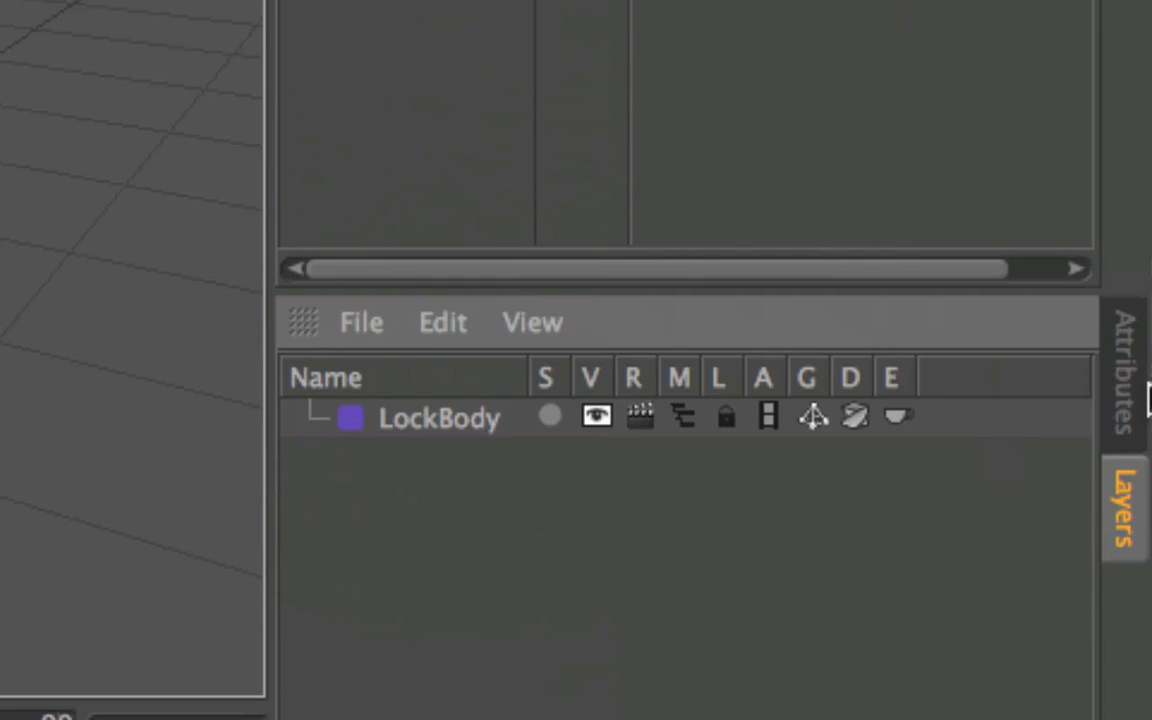 File Edit View
Name S V R M L A G D E
LockBody
Attributes
Layers